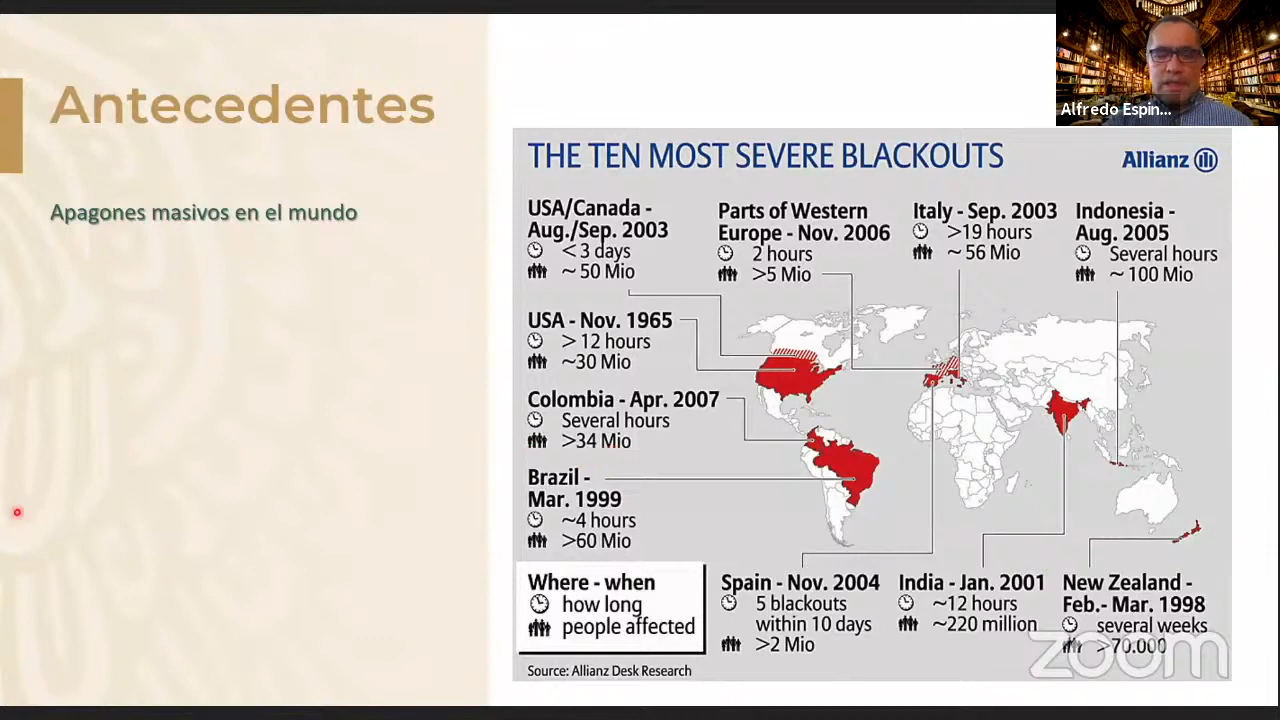 Antecedentes
Apagones masivos en el mundo
Alfredo Espin...
THE TEN MOST SEVERE BLACKOUTS
Allianz
USA/Canada -
Aug./Sep. 2003
< 3 days
~ 50 Mio
Parts of Western
Europe - Nov. 2006
2 hours
>5 Mio
Italy - Sep. 2003
>19 hours
~ 56 Mio
Indonesia -
Aug. 2005
Several hours
~ 100 Mio
USA - Nov. 1965
> 12 hours
~30 Mio
Colombia - Apr. 2007
Several hours
>34 Mio
Brazil -
Mar. 1999
~4 hours
>60 Mio
Where - when
how long
people affected
Spain - Nov. 2004
5 blackouts
within 10 days
>2 Mio
India - Jan. 2001
~12 hours
~220 million
New Zealand -
Feb.- Mar. 1998
several weeks
>70.000
Source: Allianz Desk Research
zoom